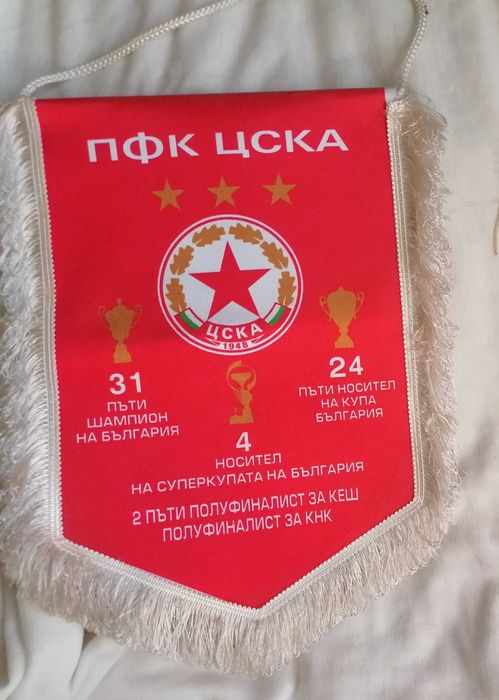 ПФК ЦСКА
ЦСКА
1948
31
ПЪТИ
ШАМПИОН
НА БЪЛГАРИЯ
24
ПЪТИ НОСИТЕЛ
НА КУПА
БЪЛГАРИЯ
4
НОСИТЕЛ
НА СУПЕРКУПАТА НА БЪЛГАРИЯ
2 ПЪТИ ПОЛУФИНАЛИСТ ЗА КЕШ
ПОЛУФИНАЛИСТ ЗА КНК